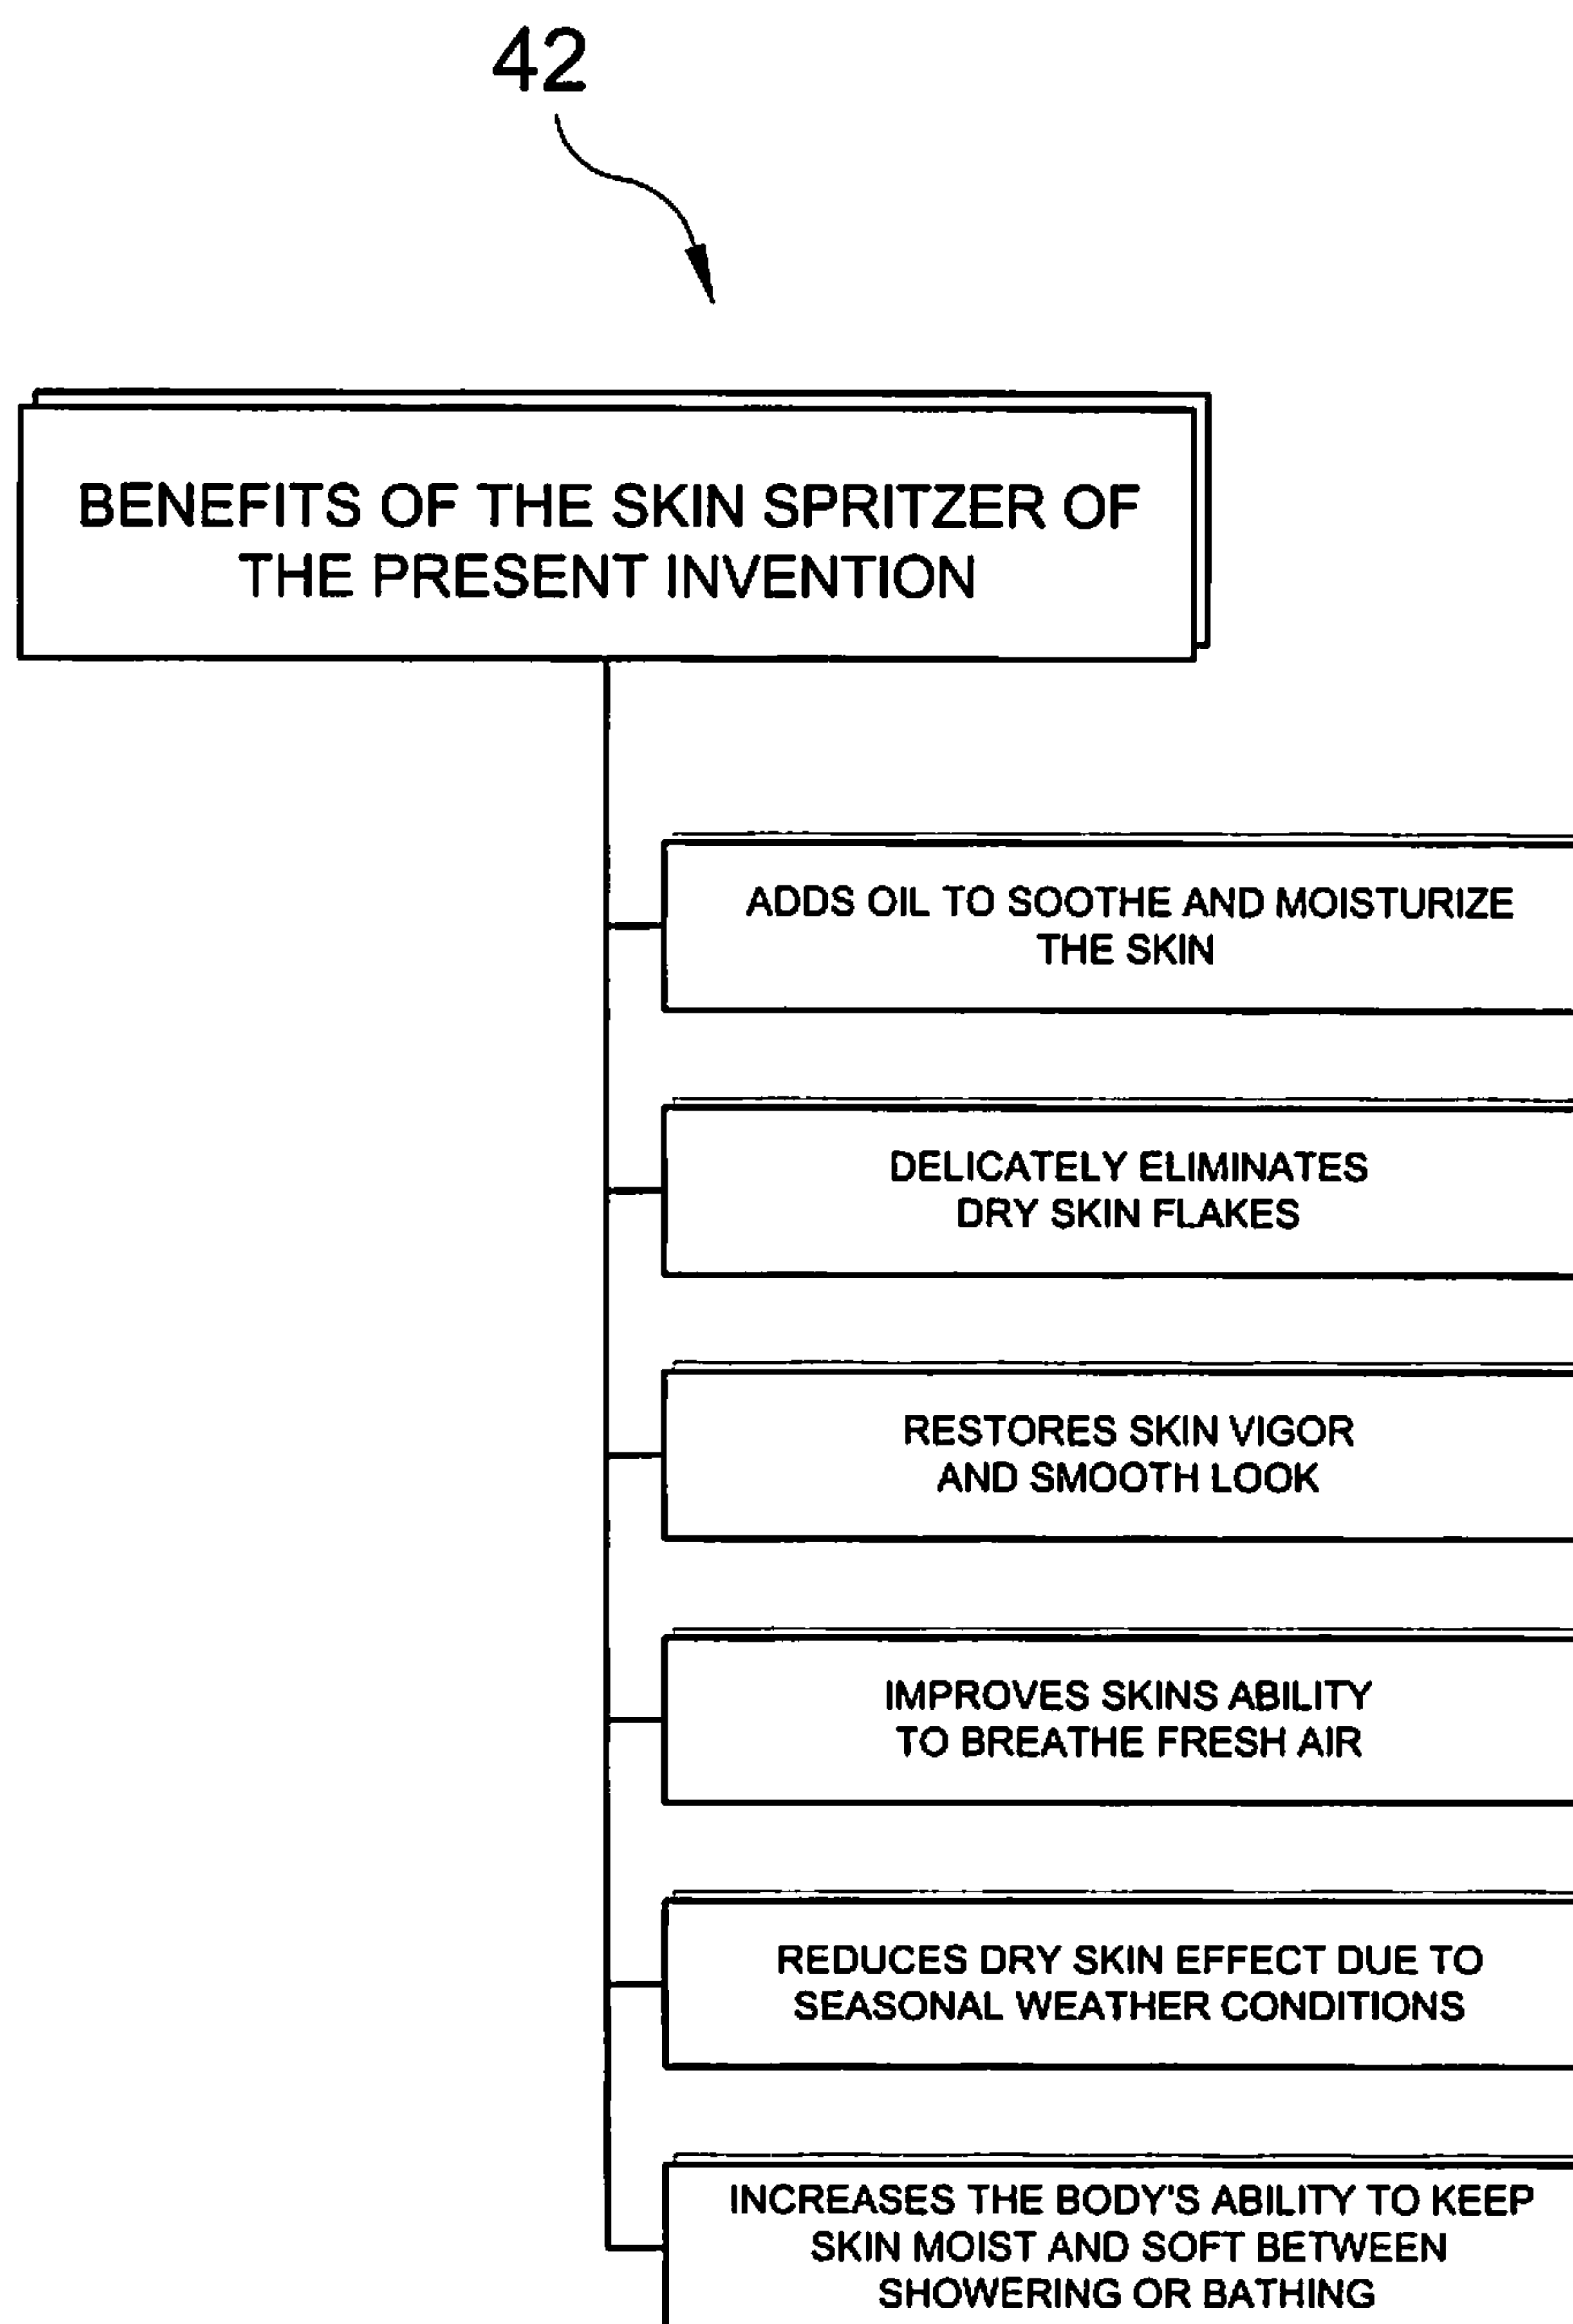 42
BENEFITS OF THE SKIN SPRITZER OF
THE PRESENT INVENTION
ADDS OIL TO SOOTHE AND MOISTURIZE
THE SKIN
DELICATELY ELIMINATES
DRY SKIN FLAKES
RESTORES SKIN VIGOR
AND SMOOTH LOOK
IMPROVES SKINS ABILITY
TO BREATHE FRESH AIR
REDUCES DRY SKIN EFFECT DUE TO
SEASONAL WEATHER CONDITIONS
INCREASES THE BODY'S ABILITY TO KEEP
SKIN MOIST AND SOFT BETWEEN
SHOWERING OR BATHING